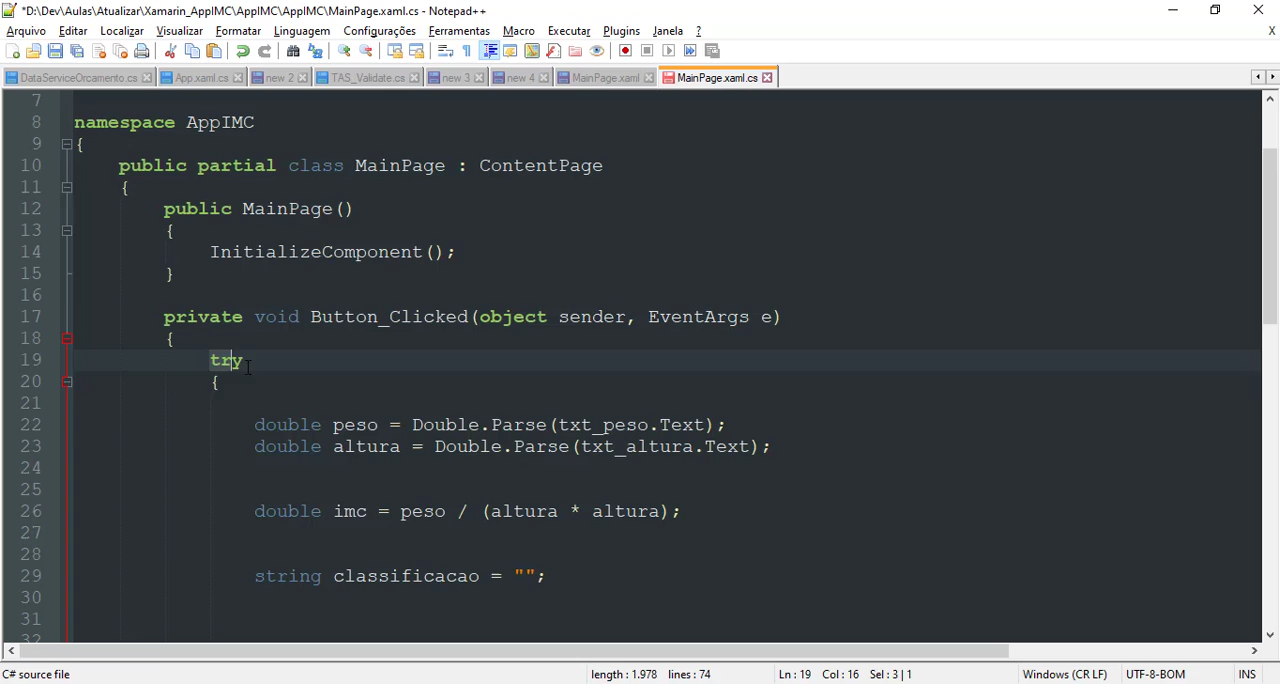 *D:\Dev\Aulas\Atualizar\Xamarin_AppIMC\AppIMC\AppIMC\MainPage.xaml.cs - Notepad++
Arquivo Editar Localizar Visualizar Formatar Linguagem Configurações Ferramentas Macro Executar Plugins Janela ? X
DataServiceOrcamento.cs App.xaml.cs new 2 TAS_Validate.cs new 3 new 4 MainPage.xaml MainPage.xaml.cs
7
8 namespace AppIMC
9 {
10 public partial class MainPage : ContentPage
11 {
12 public MainPage()
13 {
14 InitializeComponent();
15 }
16
17 private void Button_Clicked(object sender, EventArgs e)
18 {
19 try
20 {
21
22 double peso = Double.Parse(txt_peso.Text);
23 double altura = Double.Parse(txt_altura.Text);
24
25
26 double imc = peso / (altura * altura);
27
28
29 string classificacao = "";
30
31
32
C# source file length : 1.978 lines : 74 Ln : 19 Col : 16 Sel : 3 | 1 Windows (CR LF) UTF-8-BOM INS